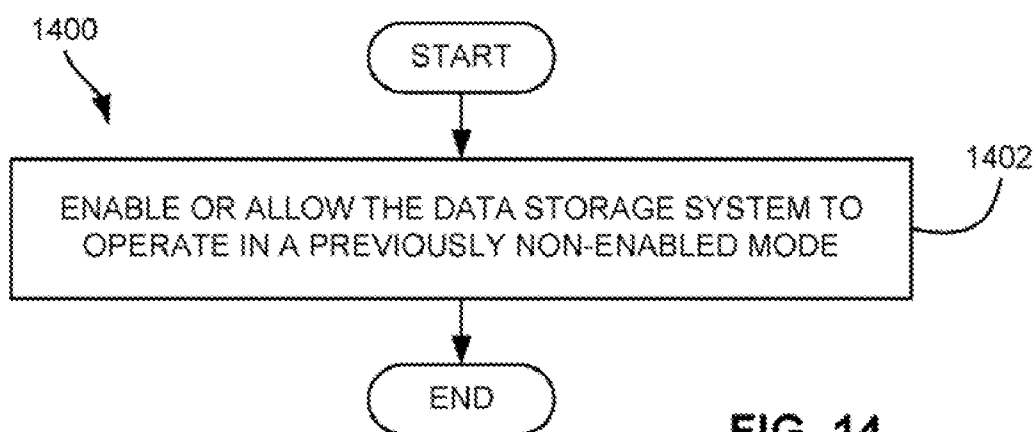 1400
START
1402
ENABLE OR ALLOW THE DATA STORAGE SYSTEM TO
OPERATE IN A PREVIOUSLY NON-ENABLED MODE
END
FIG. 14